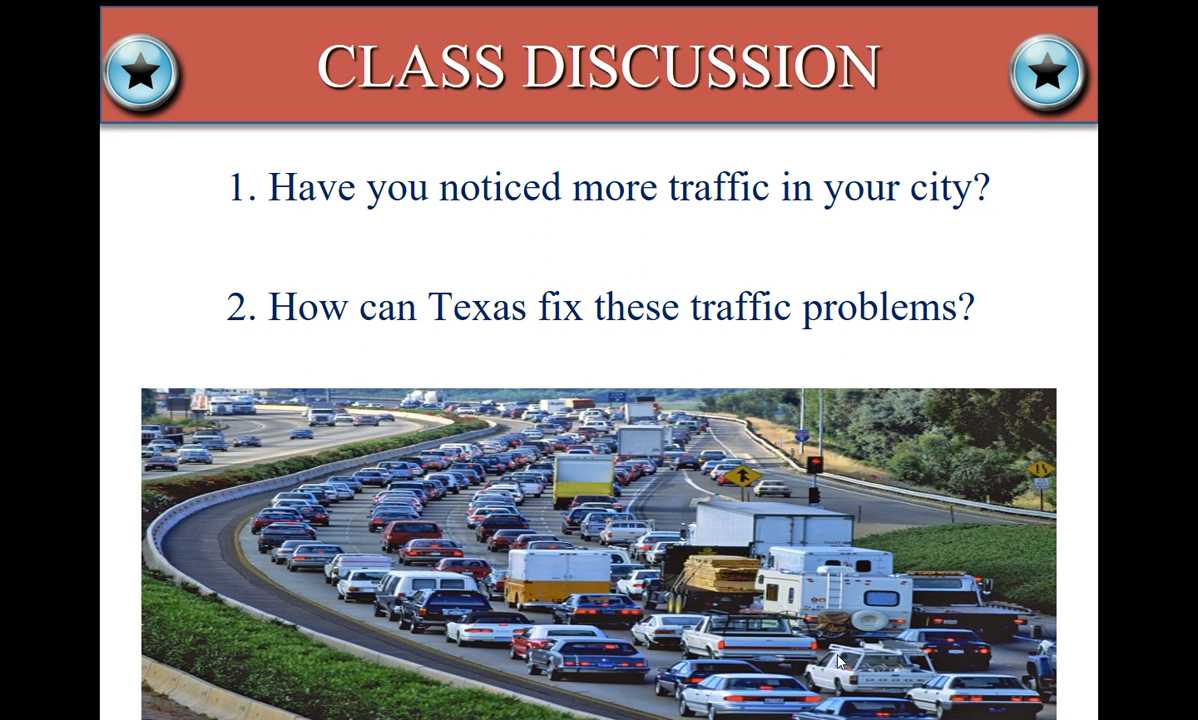 CLASS DISCUSSION
1. Have you noticed more traffic in your city?
2. How can Texas fix these traffic problems?